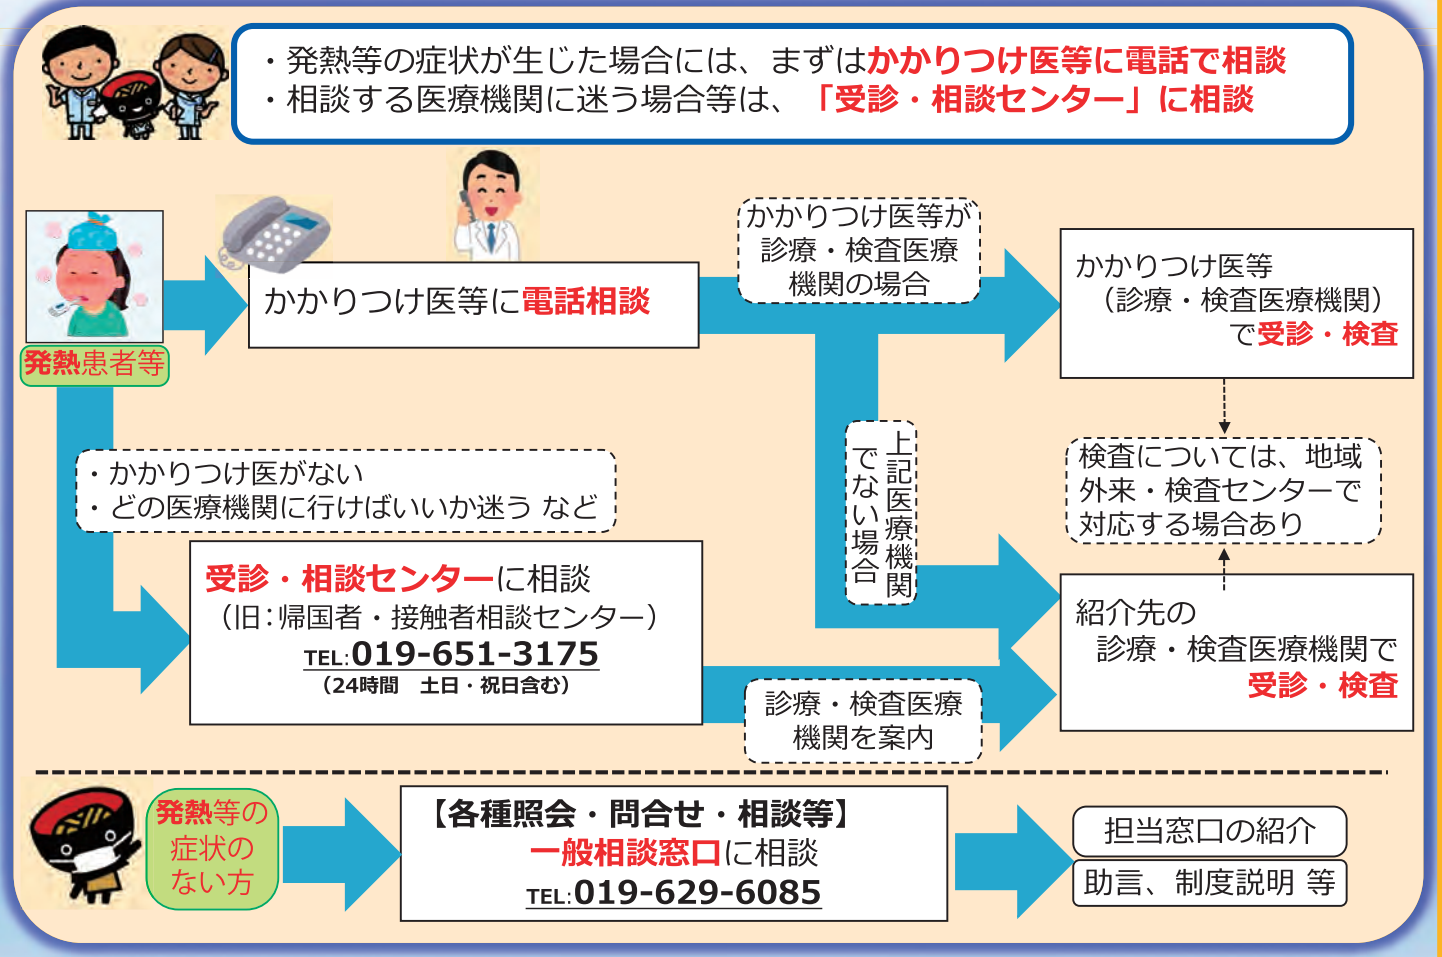 ・発熱等の症状が生じた場合には、まずはかかりつけ医等に電話で相談
・相談する医療機関に迷う場合等は、「受診・相談センター」に相談
発熱患者等
かかりつけ医等に電話相談
かかりつけ医等が
診療・検査医療
機関の場合
かかりつけ医等
（診療・検査医療機関）
で受診・検査
上記医療機関
でない場合
検査については、地域
外来・検査センターで
対応する場合あり
・かかりつけ医がない
・どの医療機関に行けばいいか迷う など
受診・相談センターに相談
（旧：帰国者・接触者相談センター）
TEL:019-651-3175
（24時間　土日・祝日含む）
診療・検査医療
機関を案内
紹介先の
診療・検査医療機関で
受診・検査
発熱等の
症状の
ない方
【各種照会・問合せ・相談等】
一般相談窓口に相談
TEL:019-629-6085
担当窓口の紹介
助言、制度説明 等